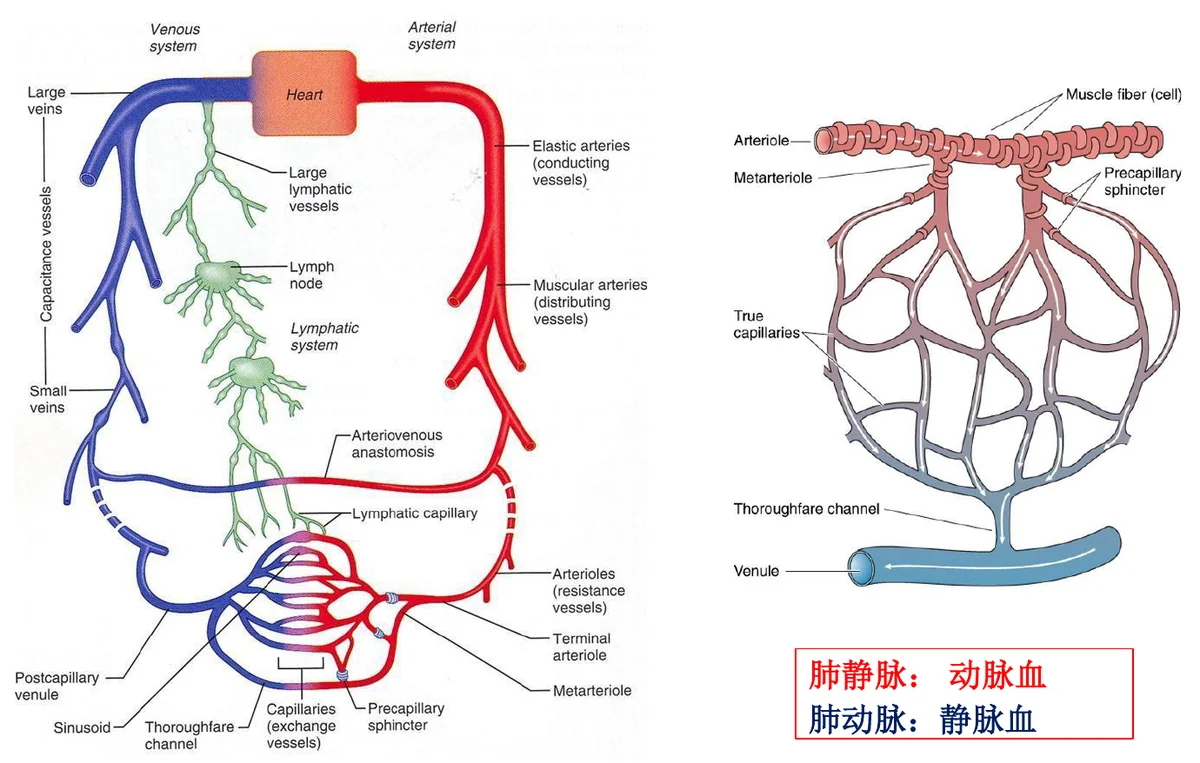 Venous
system
Arterial
system
Heart
Large
veins
Capacitance vessels
Small
veins
Large
lymphatic
vessels
Lymph
node
Lymphatic
system
Elastic arteries
(conducting
vessels)
Muscular arteries
(distributing
vessels)
Arteriovenous
anastomosis
Lymphatic capillary
Arterioles
(resistance
vessels)
Terminal
arteriole
Metarteriole
Postcapillary
venule
Sinusoid
Thoroughfare
channel
Capillaries
(exchange
vessels)
Precapillary
sphincter
Muscle fiber (cell)
Arteriole
Metarteriole
Precapillary
sphincter
True
capillaries
Thoroughfare channel
Venule
肺静脉： 动脉血
肺动脉：静脉血